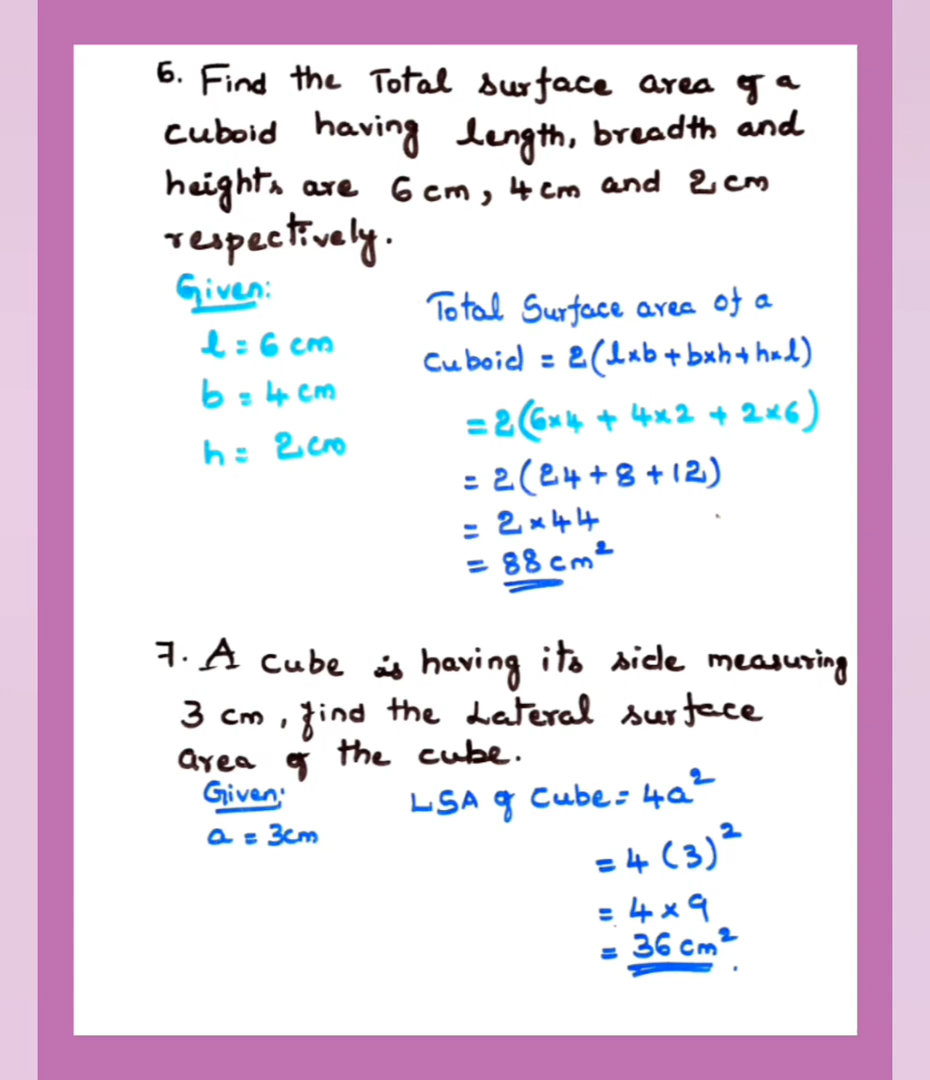 6. Find the Total surface area of a
cuboid having length, breadth and
heights are 6 cm, 4 cm and 2 cm
respectively.
Given:
l = 6 cm
b = 4 cm
h = 2 cm
Total Surface area of a
Cuboid = 2(l×b + b×h + h×l)
= 2(6×4 + 4×2 + 2×6)
= 2(24 + 8 + 12)
= 2 × 44
= 88 cm²
7. A cube is having its side measuring
3 cm, find the Lateral surface
area of the cube.
Given:
a = 3cm
LSA of Cube = 4a²
= 4 (3)²
= 4 × 9
= 36 cm².